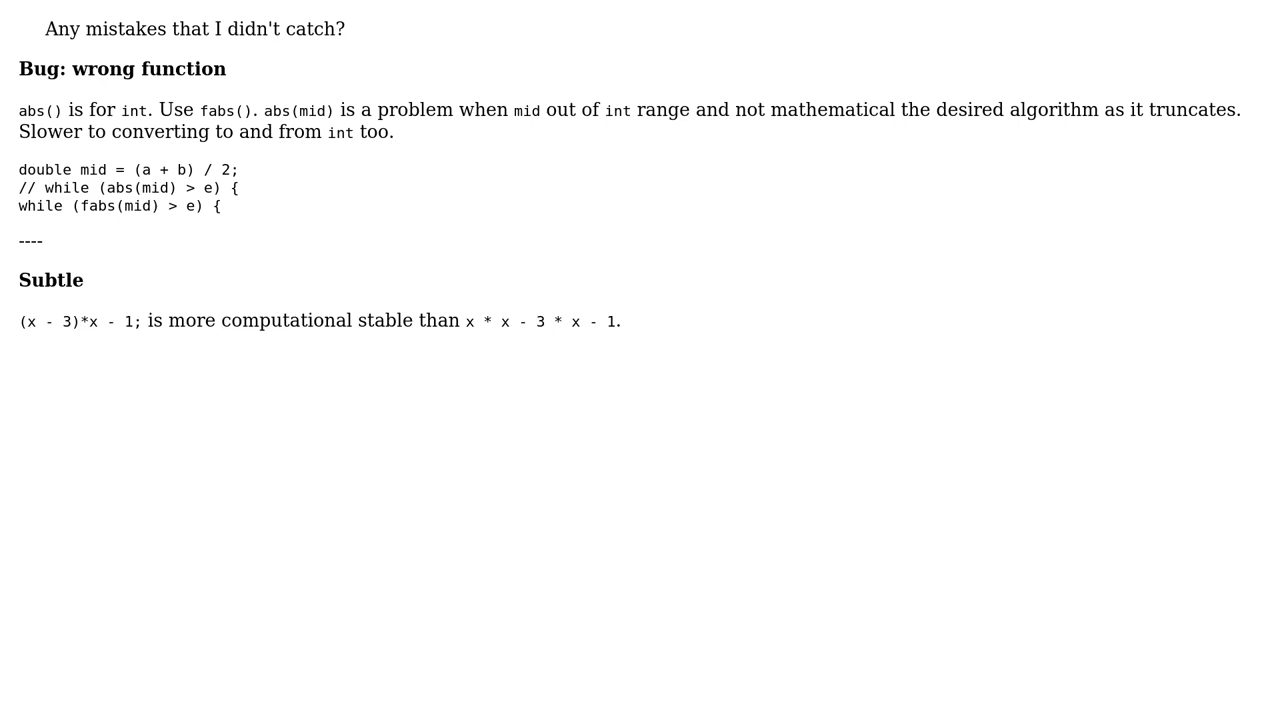 Any mistakes that I didn't catch?
Bug: wrong function
abs() is for int. Use fabs(). abs(mid) is a problem when mid out of int range and not mathematical the desired algorithm as it truncates.
Slower to converting to and from int too.
double mid = (a + b) / 2;
// while (abs(mid) > e) {
while (fabs(mid) > e) {
----
Subtle
(x - 3)*x - 1; is more computational stable than x * x - 3 * x - 1.